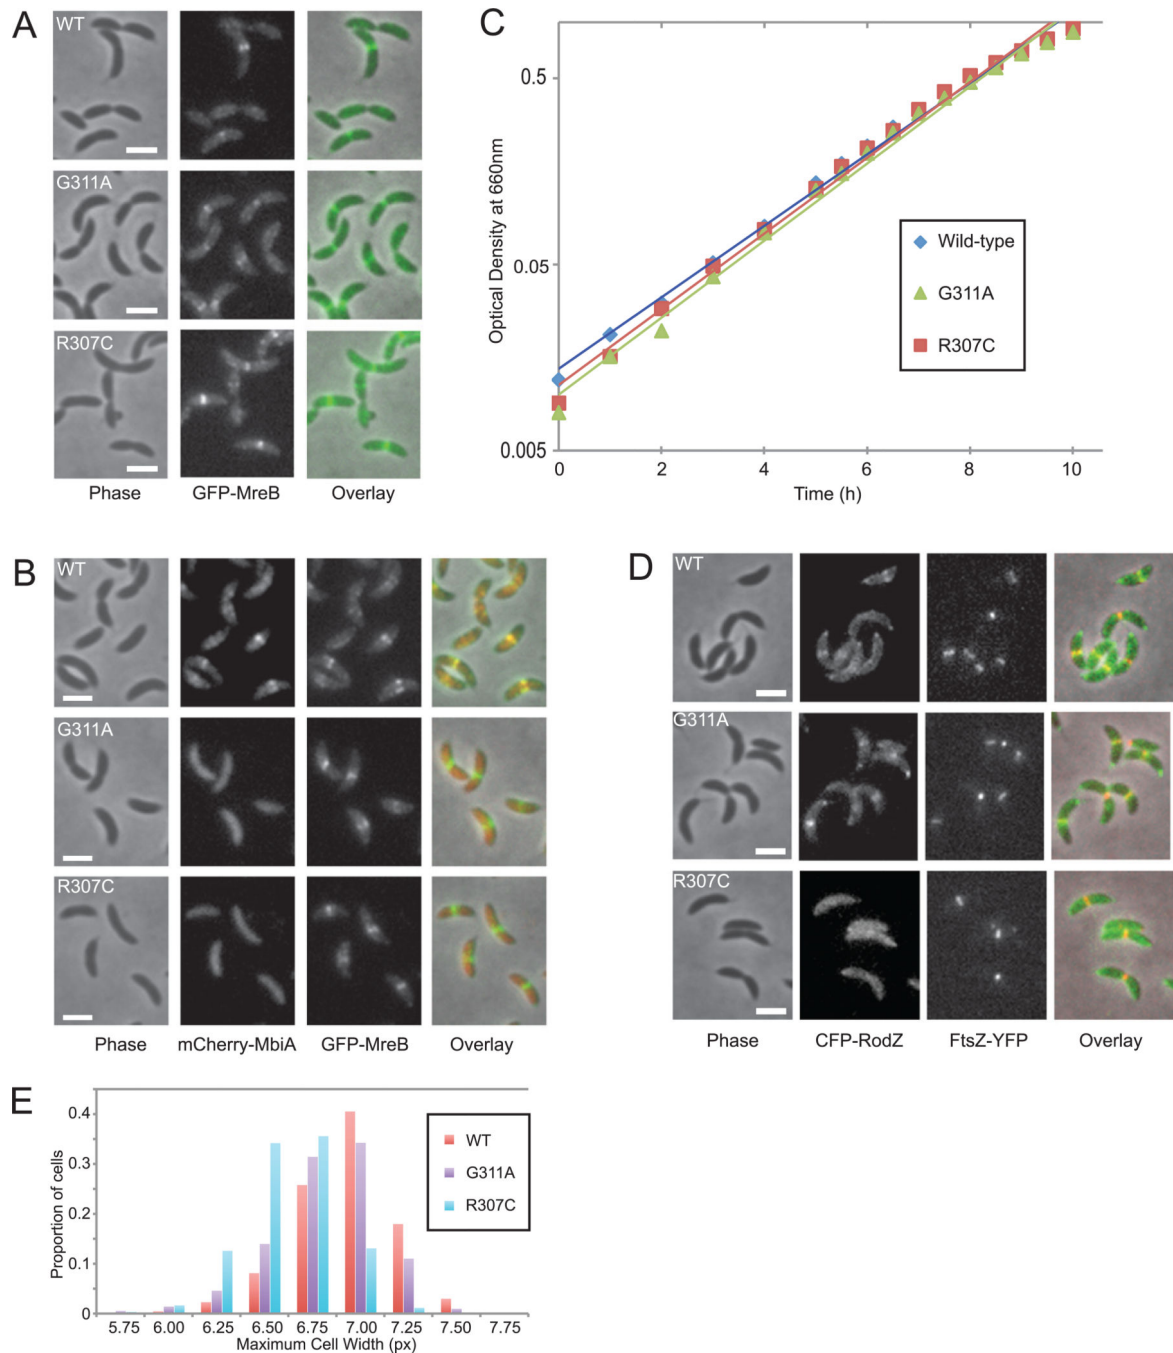 A
WT
G311A
R307C
Phase GFP-MreB Overlay
C
Optical Density at 660nm
0.5
0.05
0.005
0 2 4 6 8 10
Time (h)
Wild-type
G311A
R307C
B
WT
G311A
R307C
Phase mCherry-MbiA GFP-MreB Overlay
D
WT
G311A
R307C
Phase CFP-RodZ FtsZ-YFP Overlay
E
Proportion of cells
0.4
0.3
0.2
0.1
0
5.75 6.00 6.25 6.50 6.75 7.00 7.25 7.50 7.75
Maximum Cell Width (px)
WT
G311A
R307C